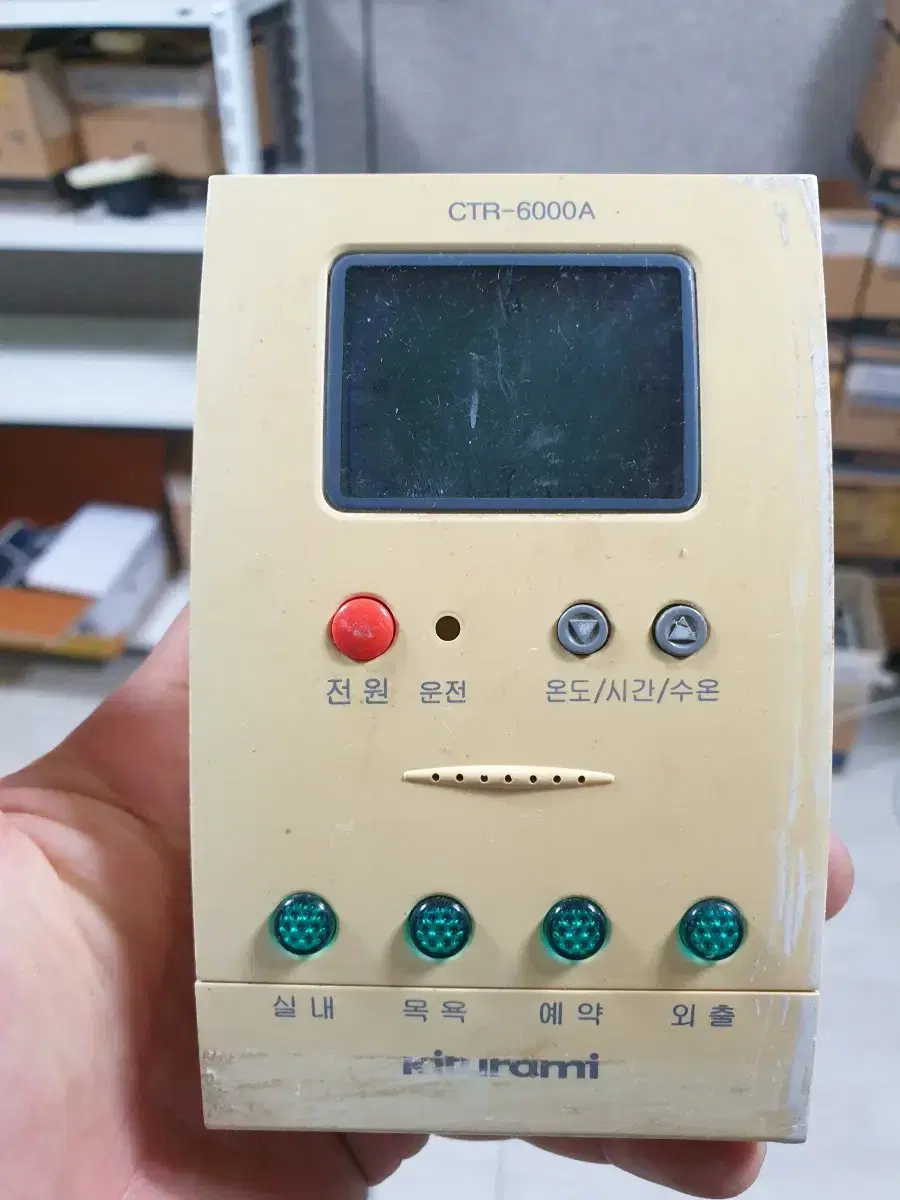 CTR-6000A
전원 운전 온도/시간/수온
실내 목욕 예약 외출
kiturami